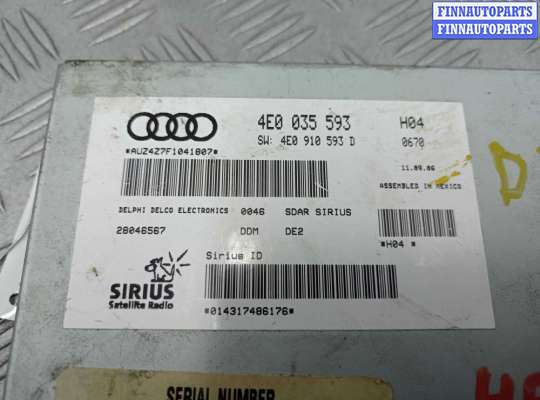 FINNAUTOPARTS
FINNAUTOPARTS
4E0 035 593 H04
SW: 4E0 910 593 D 0670
*AUZ4Z7F1041807*
11.09.06
ASSEMBLED IN MEXICO
DELPHI DELCO ELECTRONICS 0046 SDAR SIRIUS
28046567 DDM DE2
*H04 *
Sirius ID
SIRIUS
Satellite Radio
*014317486176*
SERIAL NUMBER